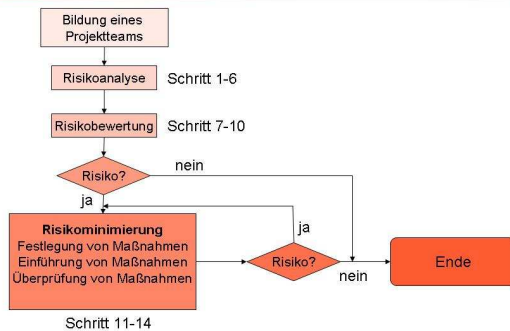 Bildung eines
Projektteams
Risikoanalyse
Schritt 1-6
Risikobewertung
Schritt 7-10
Risiko?
nein
ja
Risikominimierung
Festlegung von Maßnahmen
Einführung von Maßnahmen
Überprüfung von Maßnahmen
ja
Risiko?
nein
Ende
Schritt 11-14